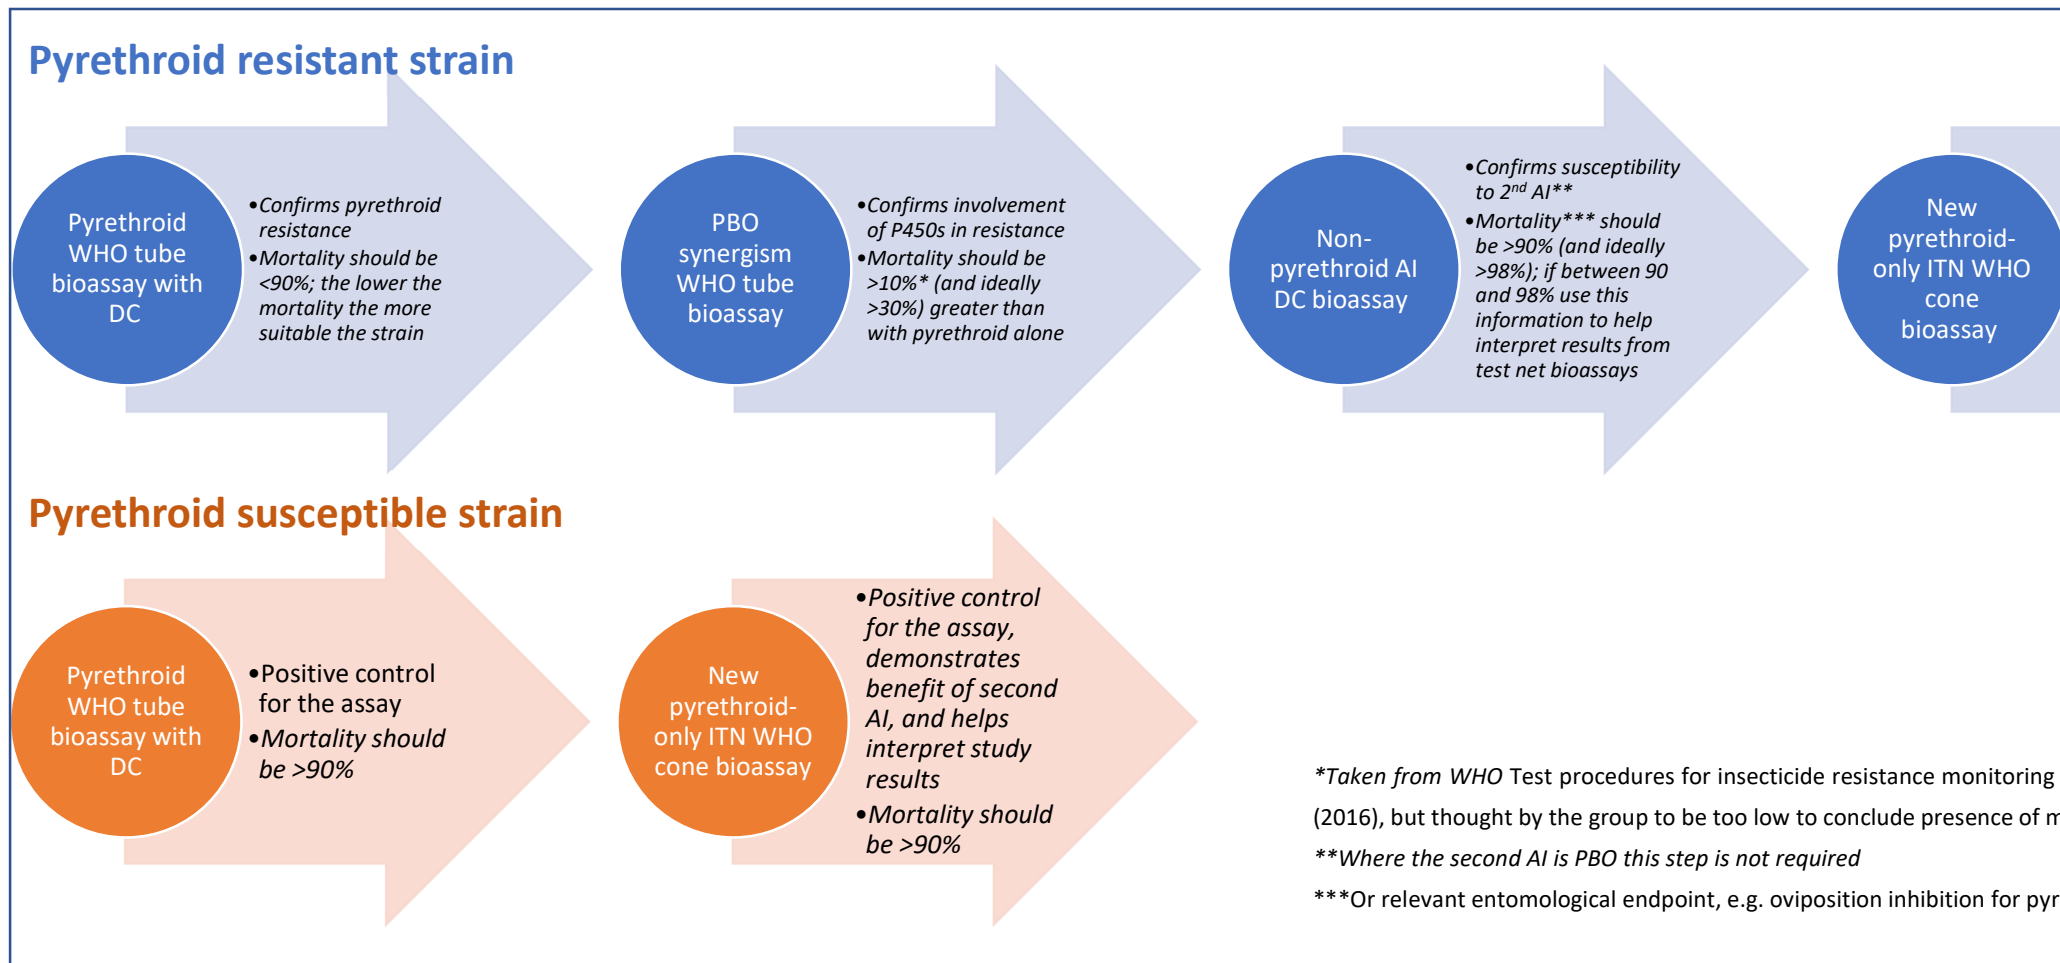 Pyrethroid resistant strain
Pyrethroid
WHO tube
bioassay with
DC
•Confirms pyrethroid
resistance
•Mortality should be
<90%; the lower the
mortality the more
suitable the strain
PBO
synergism
WHO tube
bioassay
•Confirms involvement
of P450s in resistance
•Mortality should be
>10%* (and ideally
>30%) greater than
with pyrethroid alone
Non-
pyrethroid AI
DC bioassay
•Confirms susceptibility
to 2nd AI**
•Mortality*** should
be >90% (and ideally
>98%); if between 90
and 98% use this
information to help
interpret results from
test net bioassays
New
pyrethroid-
only ITN WHO
cone
bioassay
Pyrethroid susceptible strain
Pyrethroid
WHO tube
bioassay with
DC
•Positive control
for the assay
•Mortality should
be >90%
New
pyrethroid-
only ITN WHO
cone bioassay
•Positive control
for the assay,
demonstrates
benefit of second
AI, and helps
interpret study
results
•Mortality should
be >90%
*Taken from WHO Test procedures for insecticide resistance monitoring
(2016), but thought by the group to be too low to conclude presence of
**Where the second AI is PBO this step is not required
***Or relevant entomological endpoint, e.g. oviposition inhibition for